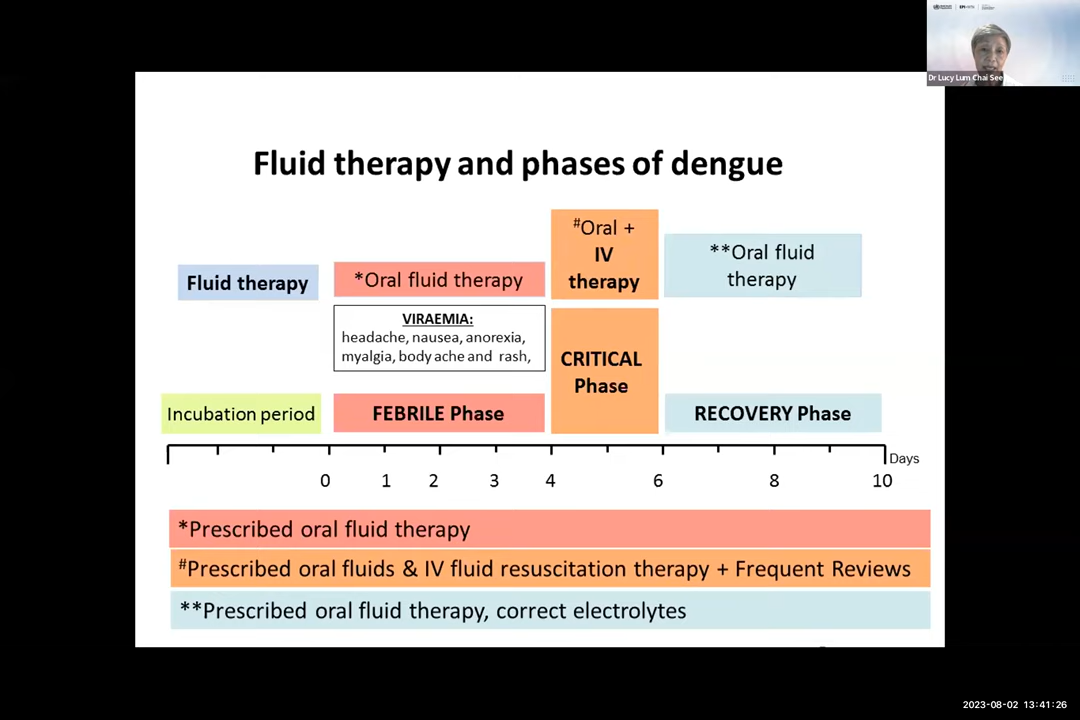 Dr Lucy Lum Chai See
Fluid therapy and phases of dengue
Fluid therapy
*Oral fluid therapy
#Oral +
IV
therapy
**Oral fluid
therapy
VIRAEMIA:
headache, nausea, anorexia,
myalgia, body ache and rash,
CRITICAL
Phase
Incubation period
FEBRILE Phase
RECOVERY Phase
Days
0 1 2 3 4 6 8 10
*Prescribed oral fluid therapy
#Prescribed oral fluids & IV fluid resuscitation therapy + Frequent Reviews
**Prescribed oral fluid therapy, correct electrolytes
2023-08-02 13:41:26